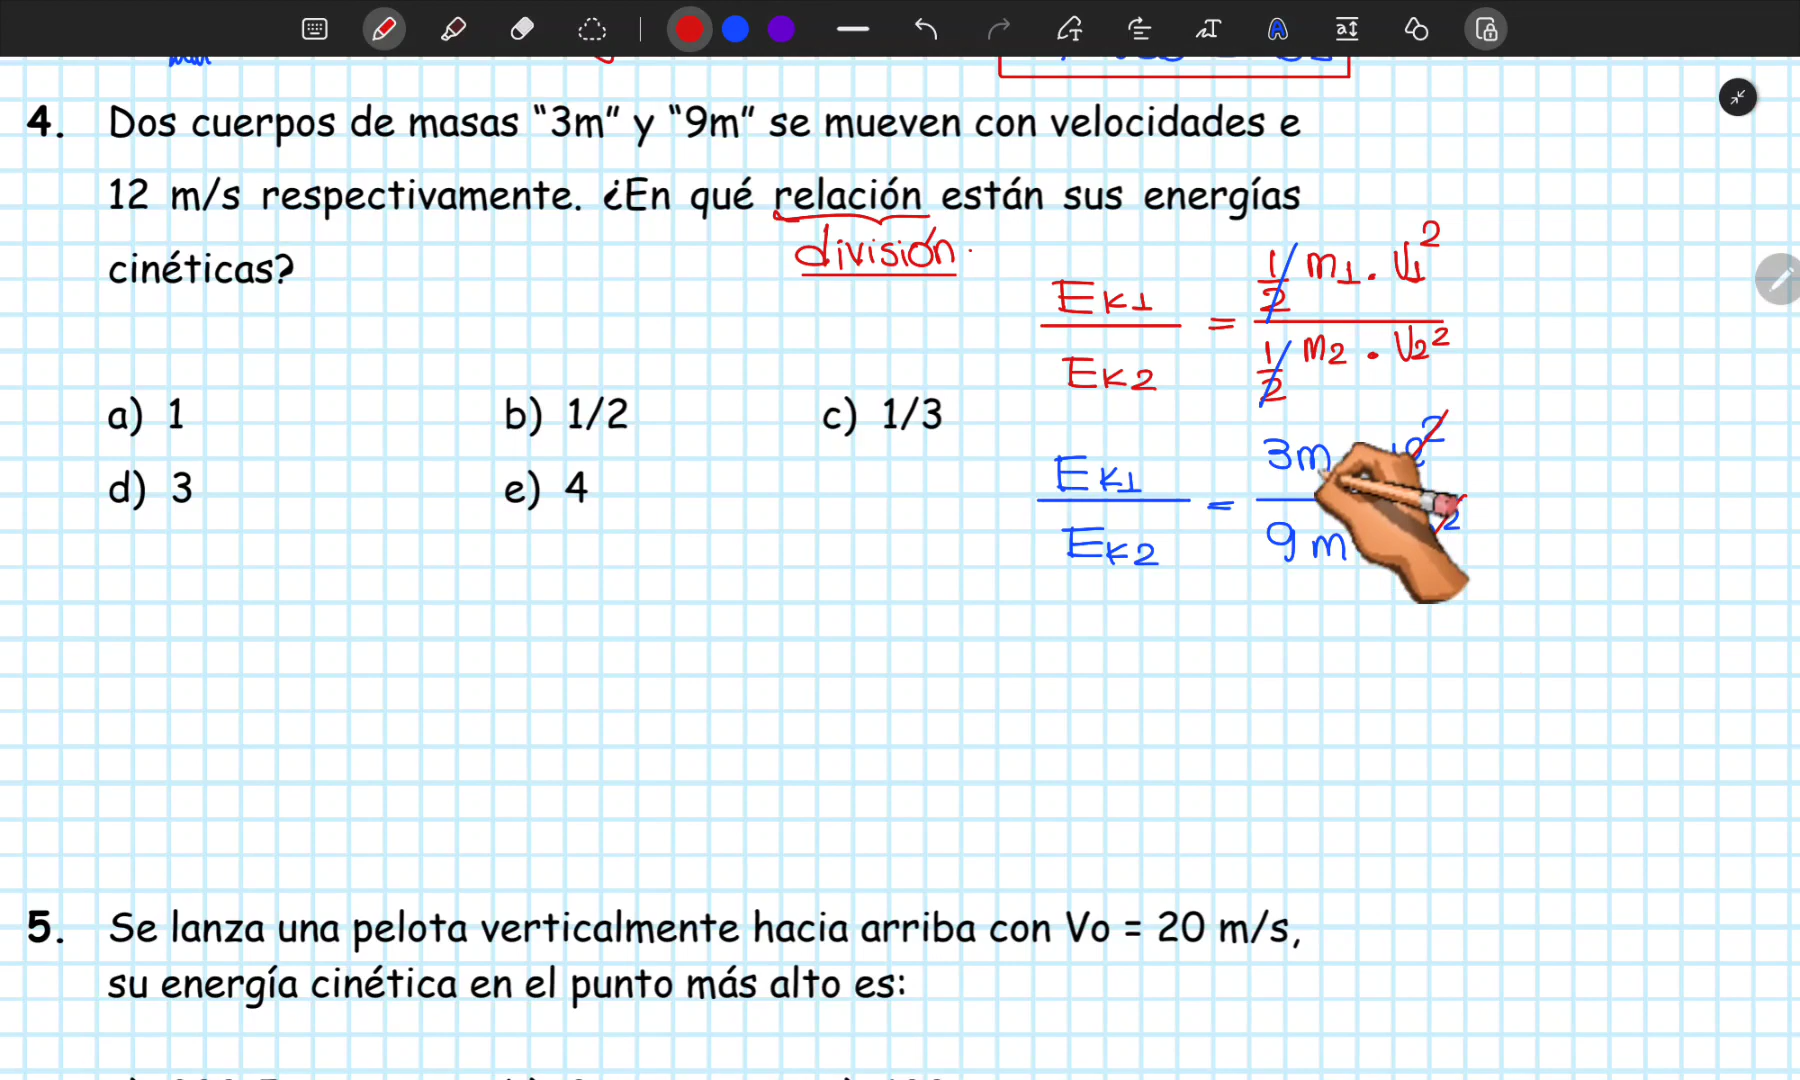 4. Dos cuerpos de masas “3m” y “9m” se mueven con velocidades e
12 m/s respectivamente. ¿En qué relación están sus energías
cinéticas?
división.
EK1 / EK2 = 1/2 m1 . V1² / 1/2 m2 . V2²
a) 1 b) 1/2 c) 1/3
d) 3 e) 4
EK1 / EK2 = 3m / 9m
5. Se lanza una pelota verticalmente hacia arriba con Vo = 20 m/s,
su energía cinética en el punto más alto es: